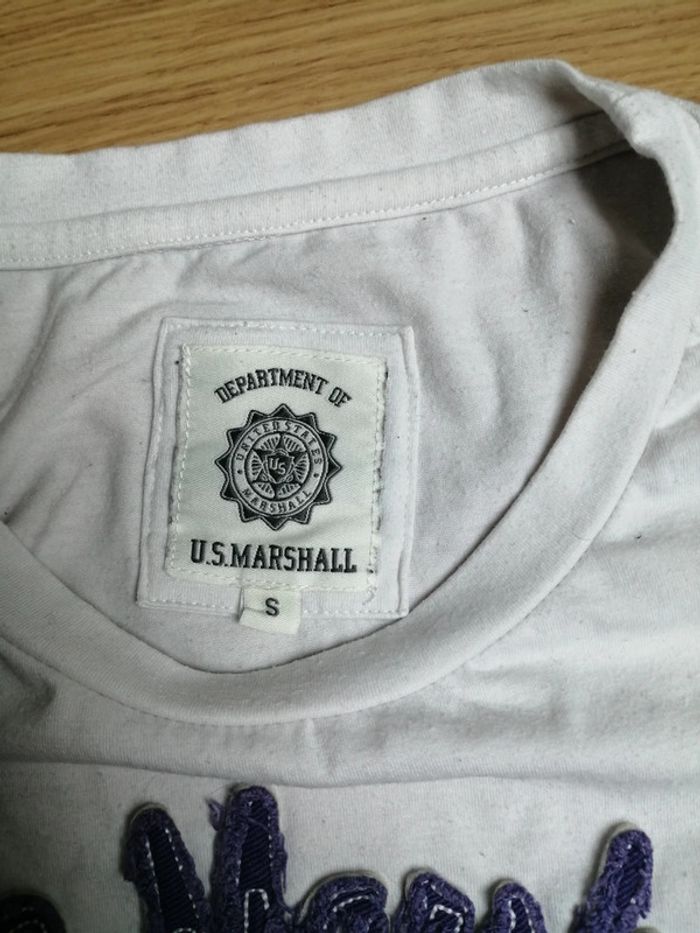 DEPARTMENT OF
UNITED STATES
US
MARSHALL
U.S.MARSHALL
S